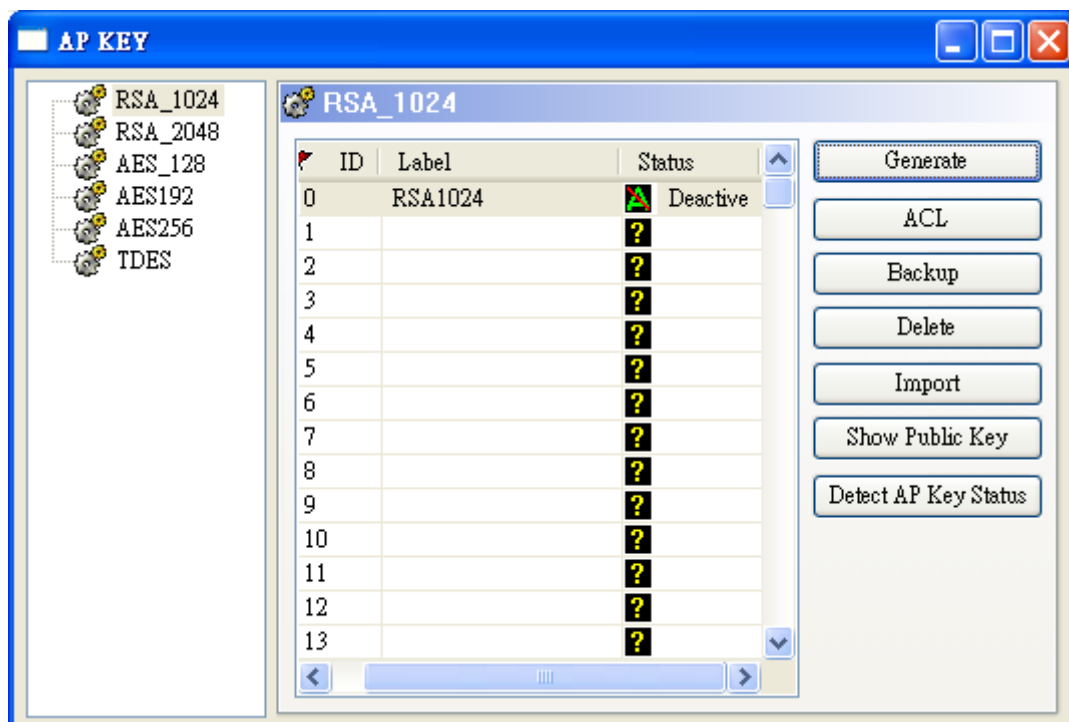 AP KEY
RSA_1024
RSA_2048
AES_128
AES192
AES256
TDES
RSA_1024
ID Label Status
0 RSA1024 Deactive
1 ?
2 ?
3 ?
4 ?
5 ?
6 ?
7 ?
8 ?
9 ?
10 ?
11 ?
12 ?
13 ?
Generate
ACL
Backup
Delete
Import
Show Public Key
Detect AP Key Status